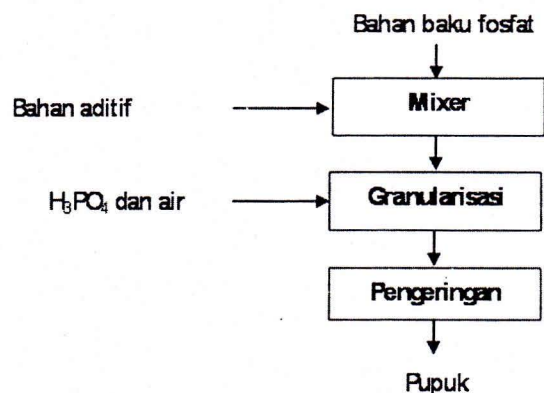 Bahan baku fosfat
Bahan aditif
Mixer
H₃PO₄ dan air
Granularisasi
Pengeringan
Pupuk